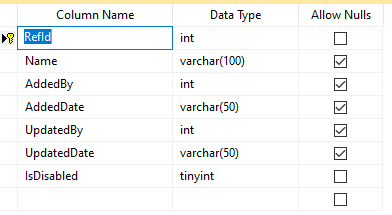 Column Name Data Type Allow Nulls
RefId int
Name varchar(100)
AddedBy int
AddedDate varchar(50)
UpdatedBy int
UpdatedDate varchar(50)
IsDisabled tinyint